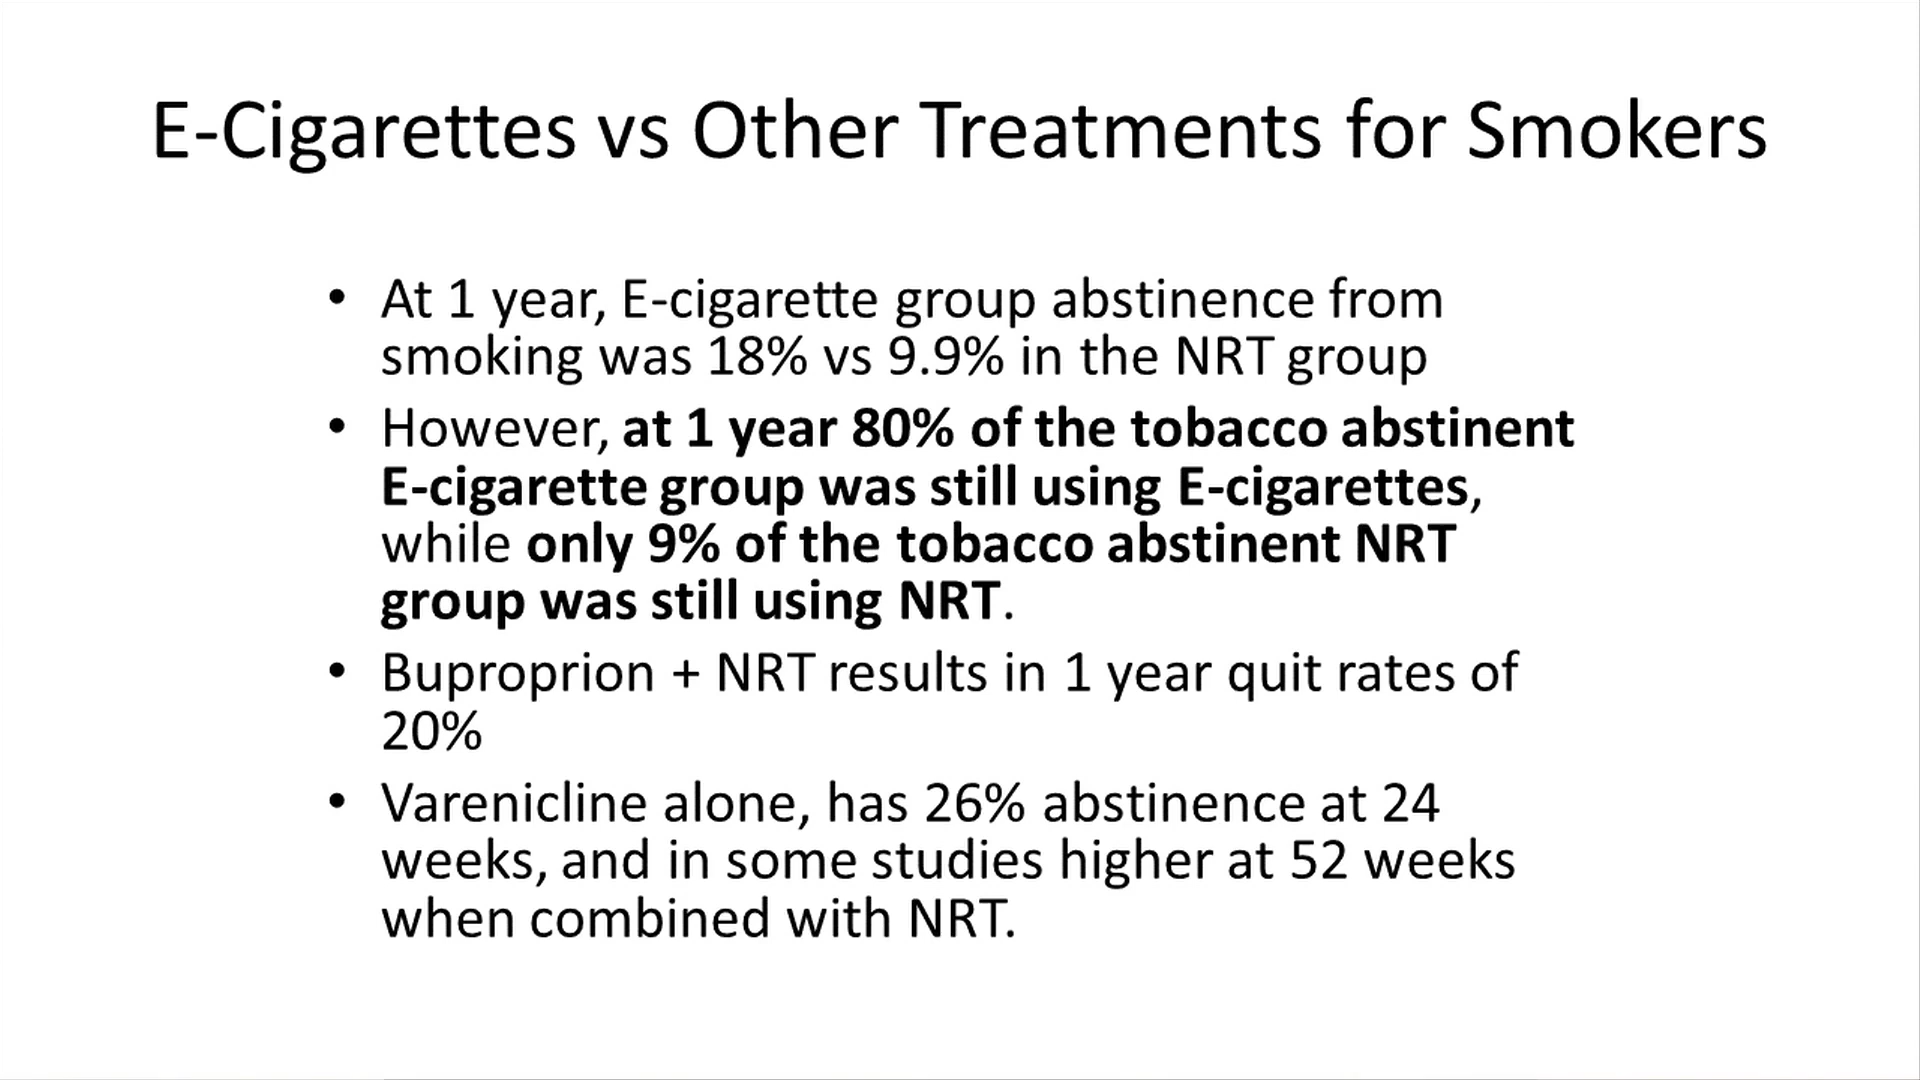 E-Cigarettes vs Other Treatments for Smokers
• At 1 year, E-cigarette group abstinence from
smoking was 18% vs 9.9% in the NRT group
• However, at 1 year 80% of the tobacco abstinent
E-cigarette group was still using E-cigarettes,
while only 9% of the tobacco abstinent NRT
group was still using NRT.
• Buproprion + NRT results in 1 year quit rates of
20%
• Varenicline alone, has 26% abstinence at 24
weeks, and in some studies higher at 52 weeks
when combined with NRT.